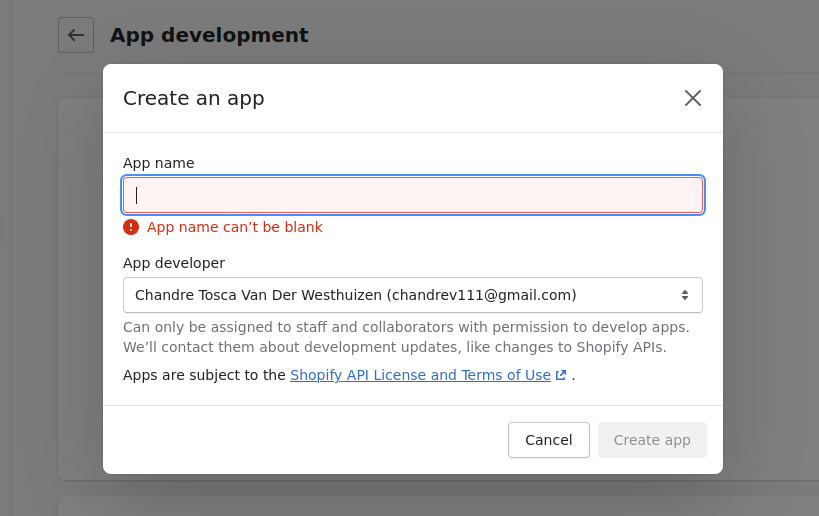 App development
Create an app
App name
App name can’t be blank
App developer
Chandre Tosca Van Der Westhuizen (chandrev111@gmail.com)
Can only be assigned to staff and collaborators with permission to develop apps.
We’ll contact them about development updates, like changes to Shopify APIs.
Apps are subject to the Shopify API License and Terms of Use .
Cancel Create app